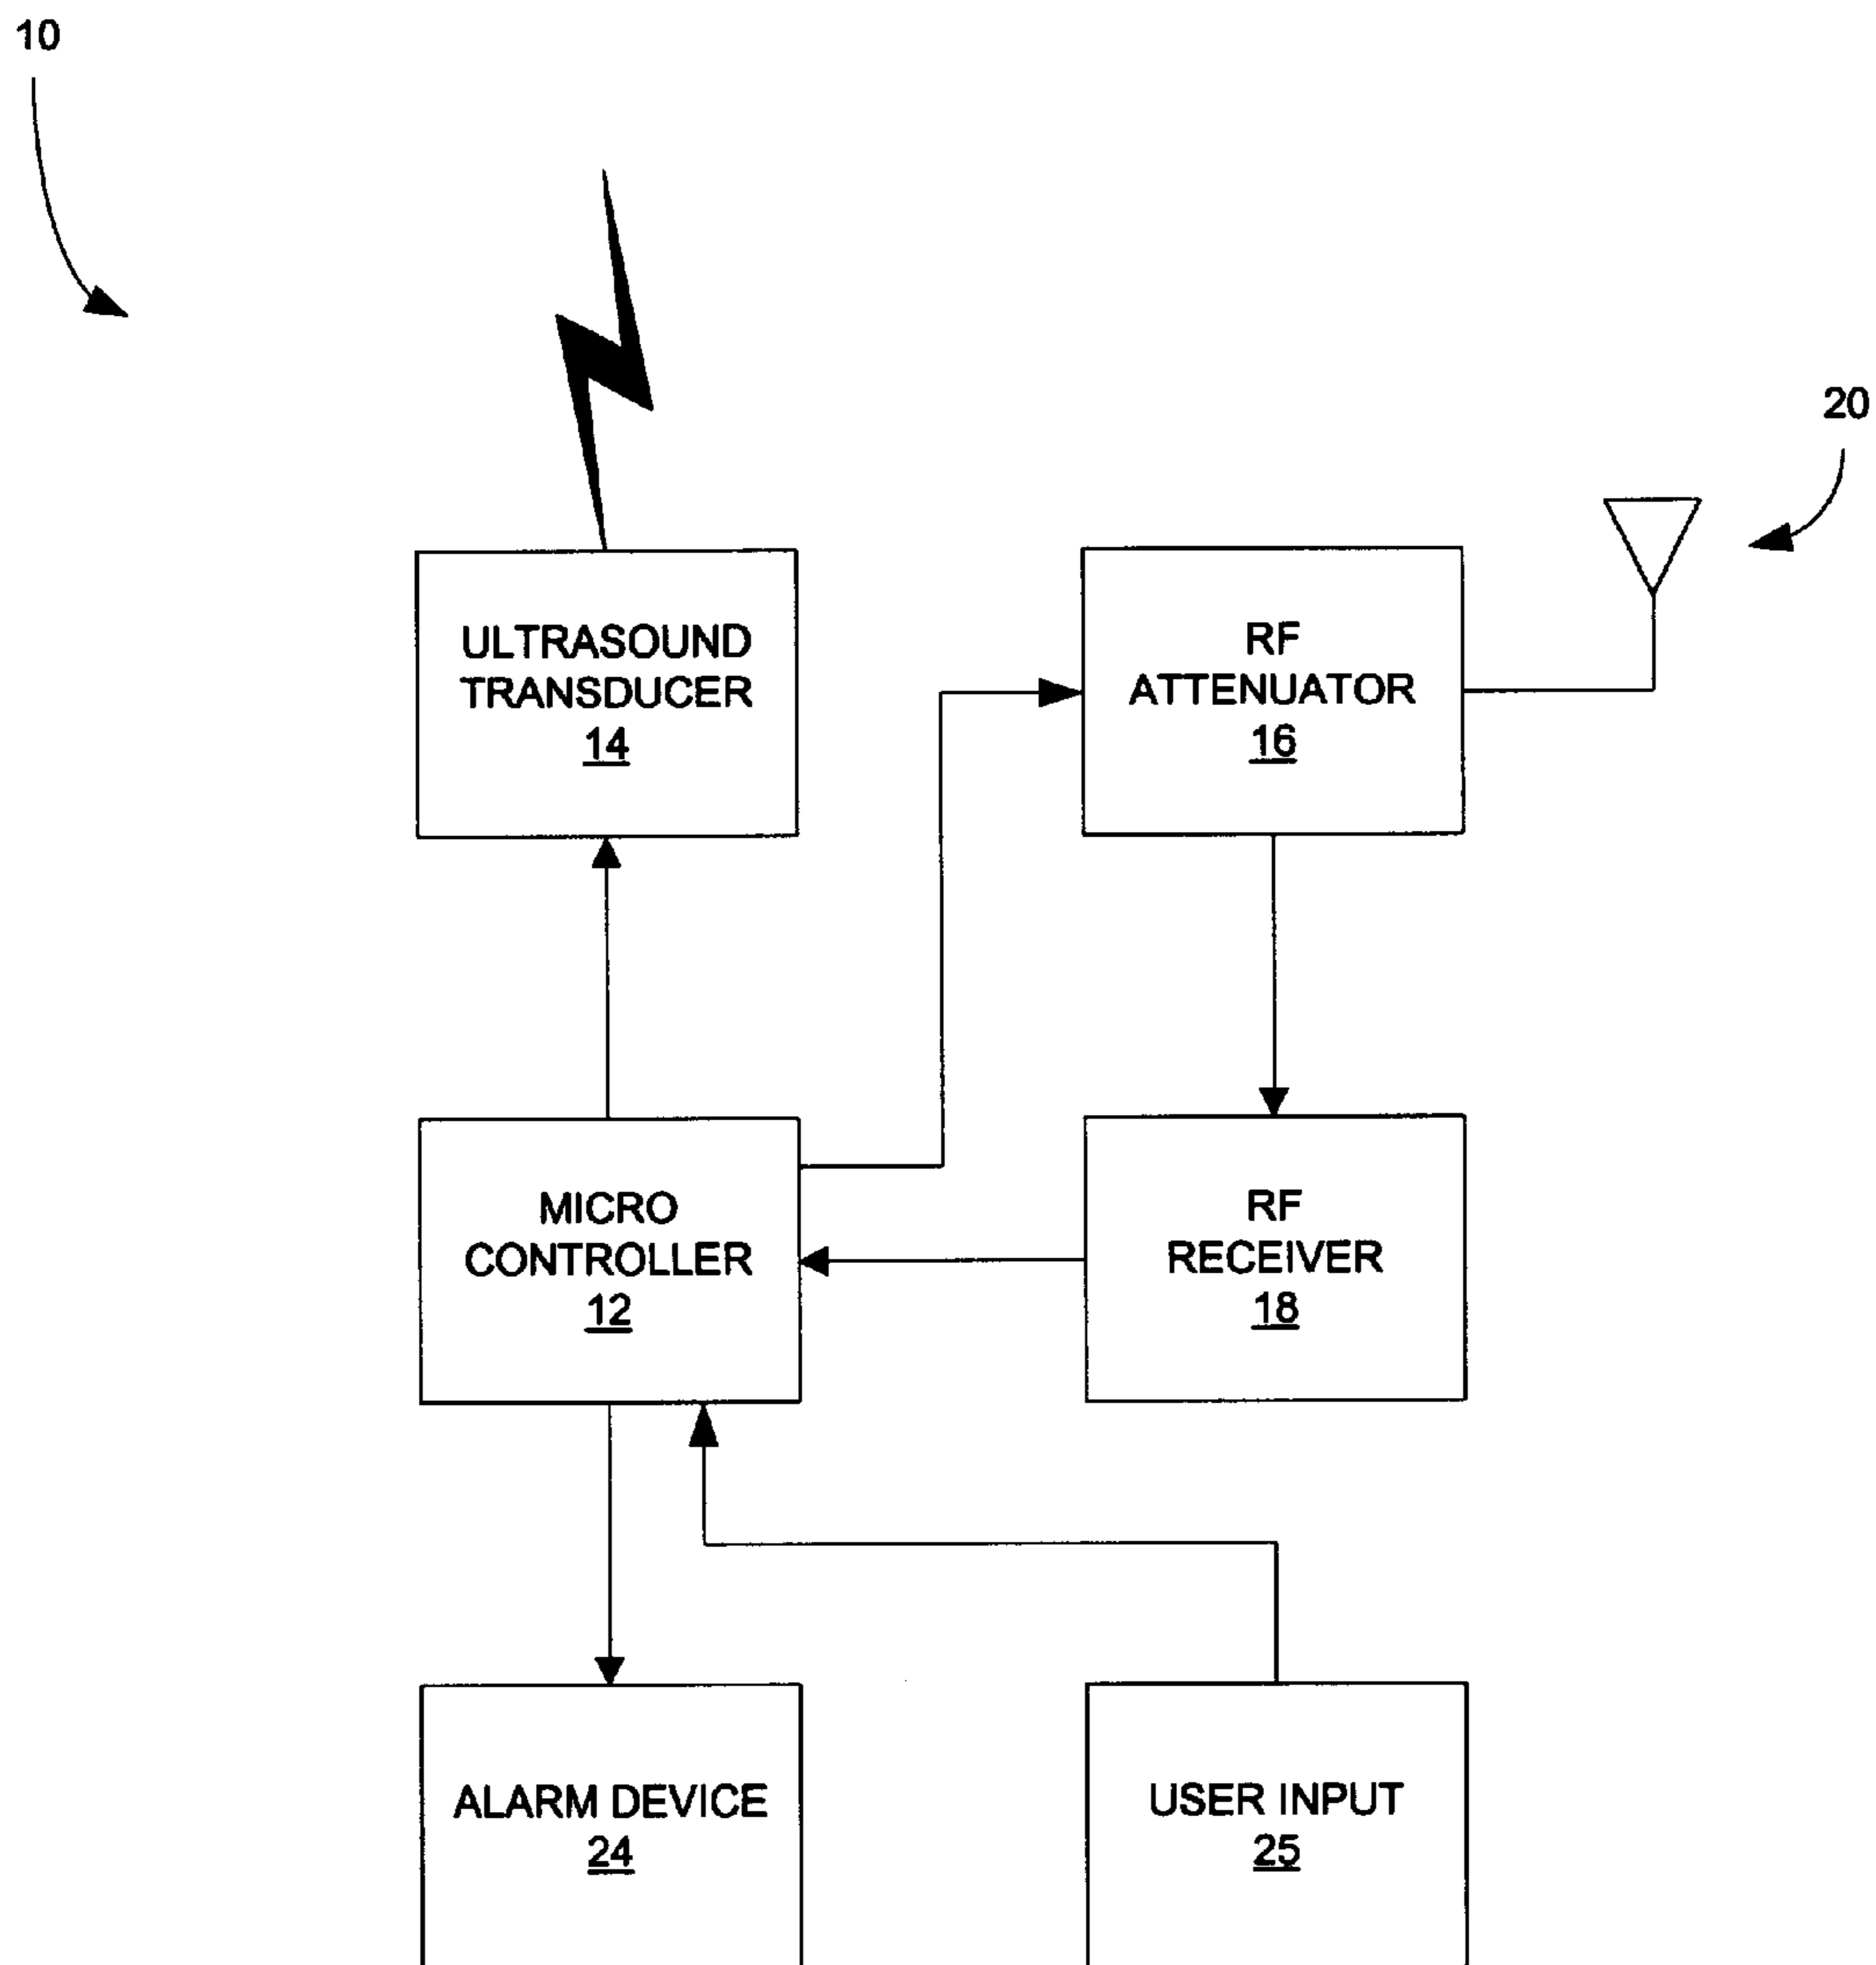 10
20
ULTRASOUND
TRANSDUCER
14
RF
ATTENUATOR
16
MICRO
CONTROLLER
12
RF
RECEIVER
18
ALARM DEVICE
24
USER INPUT
25